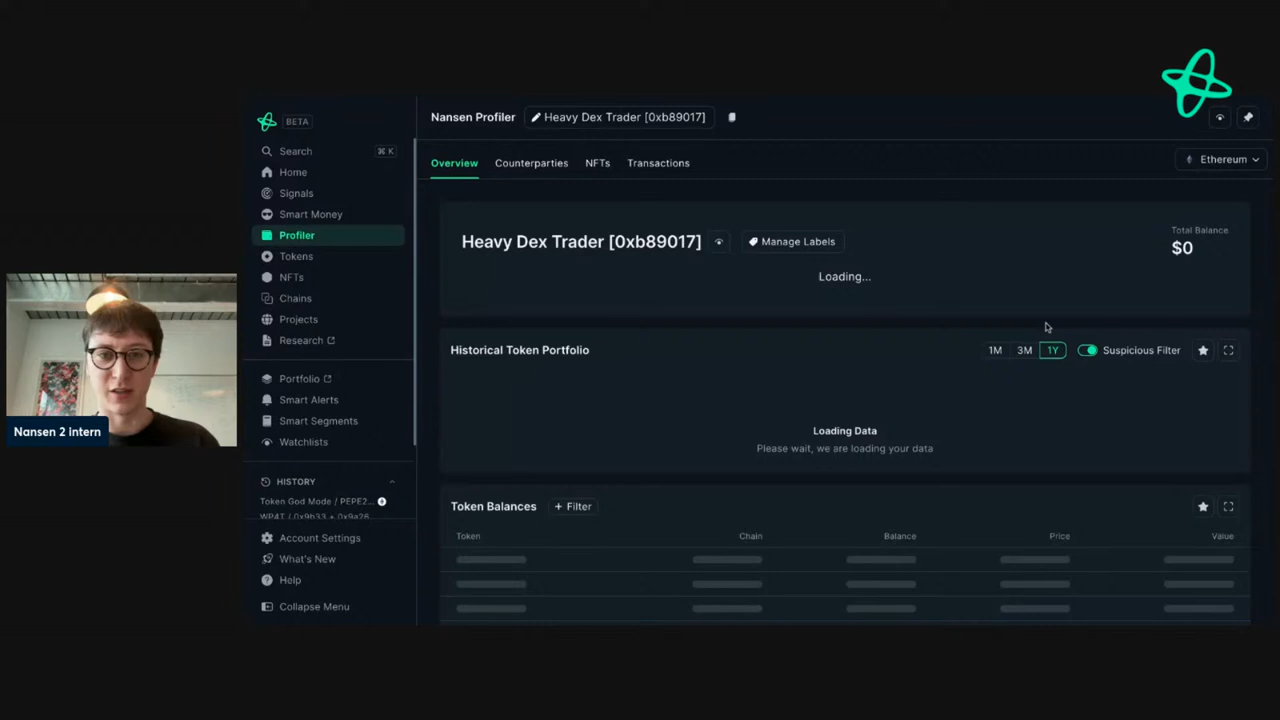 BETA
Search
⌘ K
Home
Signals
Smart Money
Profiler
Tokens
NFTs
Chains
Projects
Research
Portfolio
Smart Alerts
Smart Segments
Watchlists
HISTORY
Token God Mode / PEPE2...
WP4T / 0x9b33 + 0x9a26
Account Settings
What's New
Help
Collapse Menu
Nansen Profiler
Heavy Dex Trader [0xb89017]
Overview
Counterparties
NFTs
Transactions
Ethereum
Heavy Dex Trader [0xb89017]
Manage Labels
Total Balance
$0
Loading...
Historical Token Portfolio
1M
3M
1Y
Suspicious Filter
Loading Data
Please wait, we are loading your data
Token Balances
+ Filter
Token
Chain
Balance
Price
Value
Nansen 2 intern